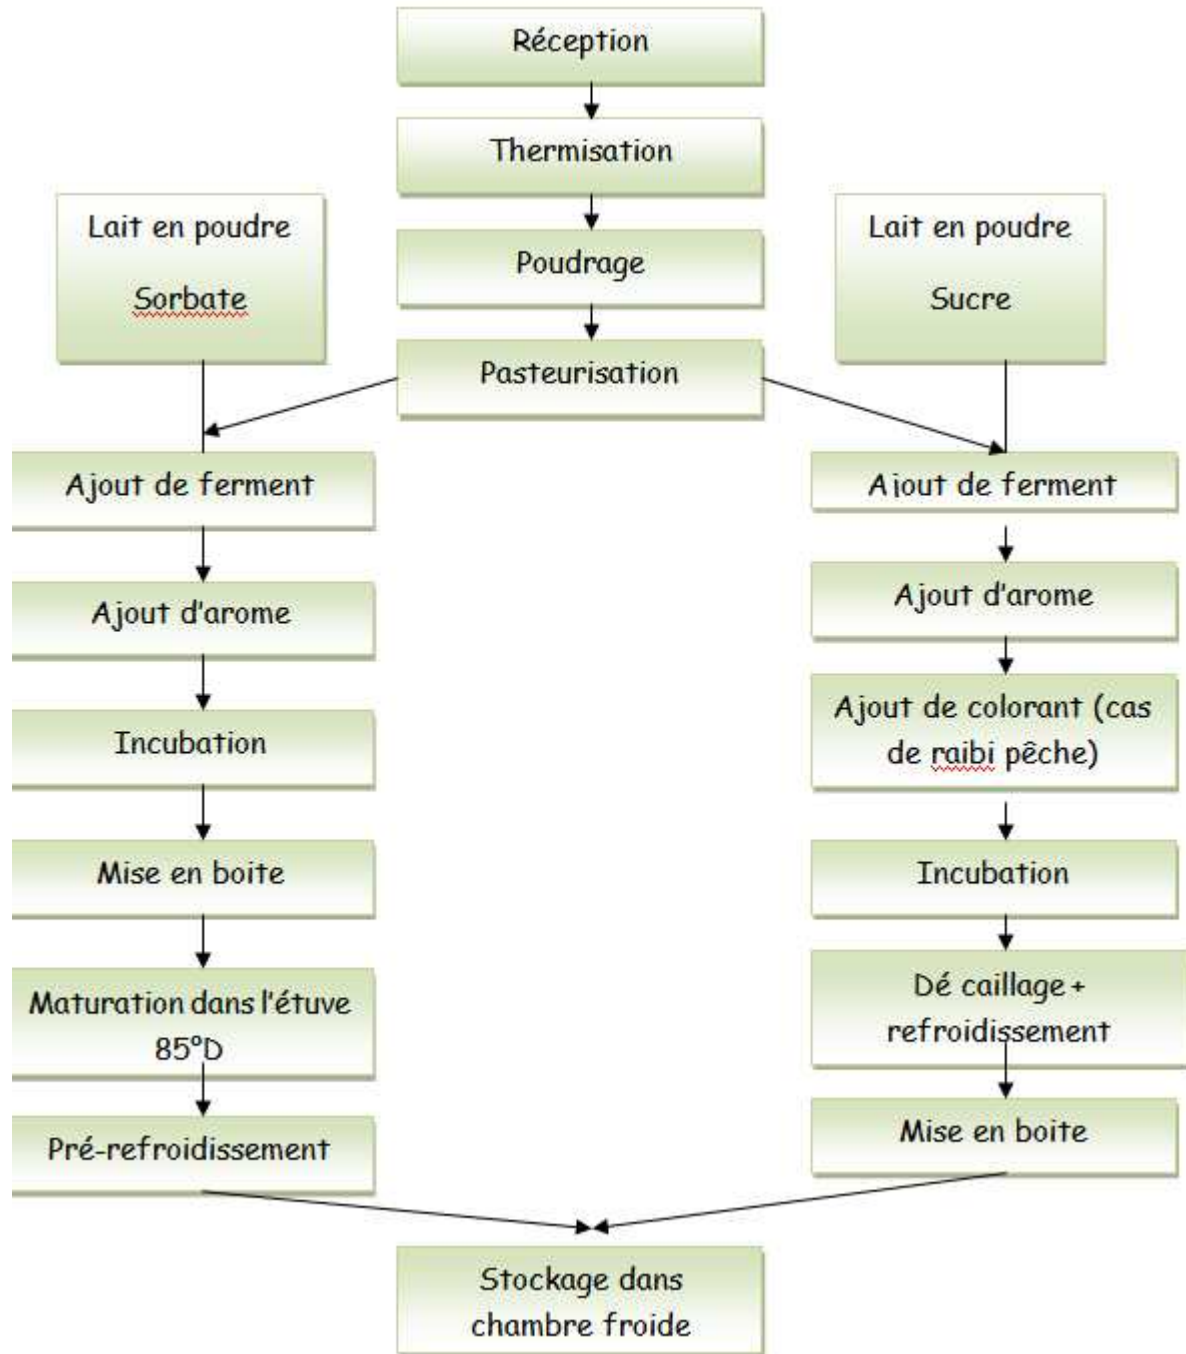 Réception
Thermisation
Lait en poudre
Sorbate
Poudrage
Lait en poudre
Sucre
Pasteurisation
Ajout de ferment
Ajout d'arome
Incubation
Mise en boite
Maturation dans l'étuve
85°D
Pré-refroidissement
Ajout de ferment
Ajout d'arome
Ajout de colorant (cas
de raibi pêche)
Incubation
Dé caillage +
refroidissement
Mise en boite
Stockage dans
chambre froide